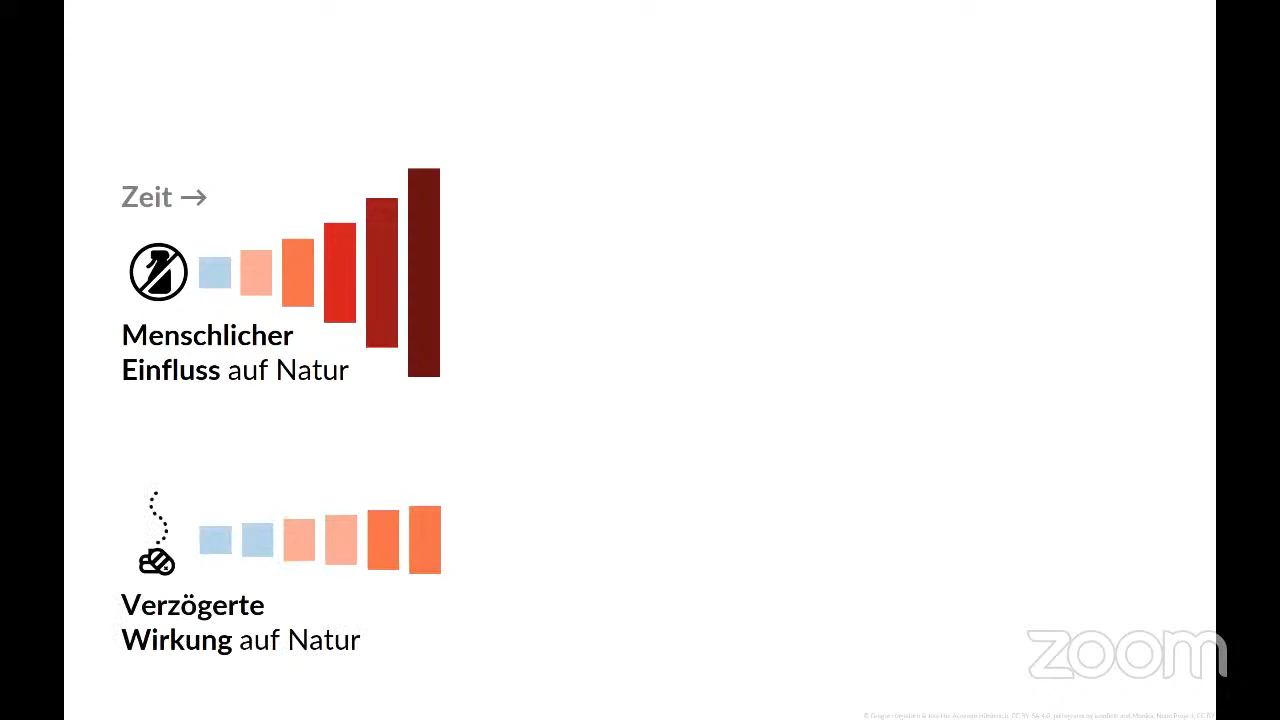 Zeit →
Menschlicher
Einfluss auf Natur
Verzögerte
Wirkung auf Natur
zoom